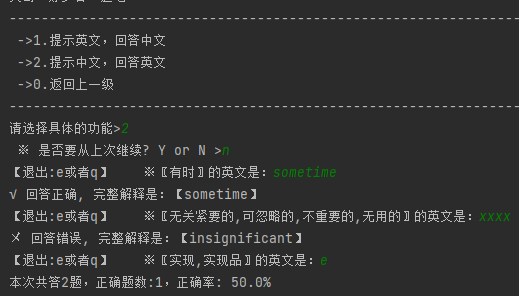 --------------------------------------------------------------
->1.提示英文，回答中文
->2.提示中文，回答英文
->0.返回上一级
--------------------------------------------------------------
请选择具体的功能>2
※ 是否要从上次继续? Y or N >n
【退出:e或者q】 ※〖有时〗的英文是：sometime
√ 回答正确, 完整解释是：【sometime】
【退出:e或者q】 ※〖无关紧要的,可忽略的,不重要的,无用的〗的英文是：xxxx
㐅 回答错误, 完整解释是：【insignificant】
【退出:e或者q】 ※〖实现,实现品〗的英文是：e
本次共答2题，正确题数:1，正确率: 50.0%